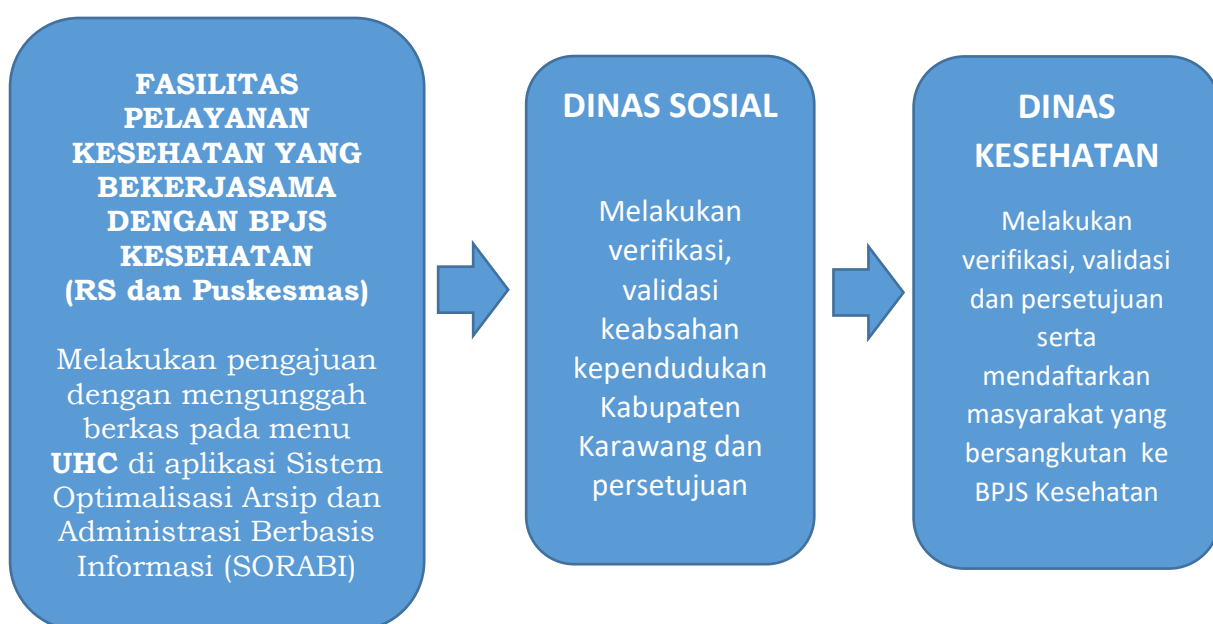 FASILITAS
PELAYANAN
KESEHATAN YANG
BEKERJASAMA
DENGAN BPJS
KESEHATAN
(RS dan Puskesmas)
Melakukan pengajuan
dengan mengunggah
berkas pada menu
UHC di aplikasi Sistem
Optimalisasi Arsip dan
Administrasi Berbasis
Informasi (SORABI)
DINAS SOSIAL
Melakukan
verifikasi,
validasi
keabsahan
kependudukan
Kabupaten
Karawang dan
persetujuan
DINAS
KESEHATAN
Melakukan
verifikasi, validasi
dan persetujuan
serta
mendaftarkan
masyarakat yang
bersangkutan ke
BPJS Kesehatan